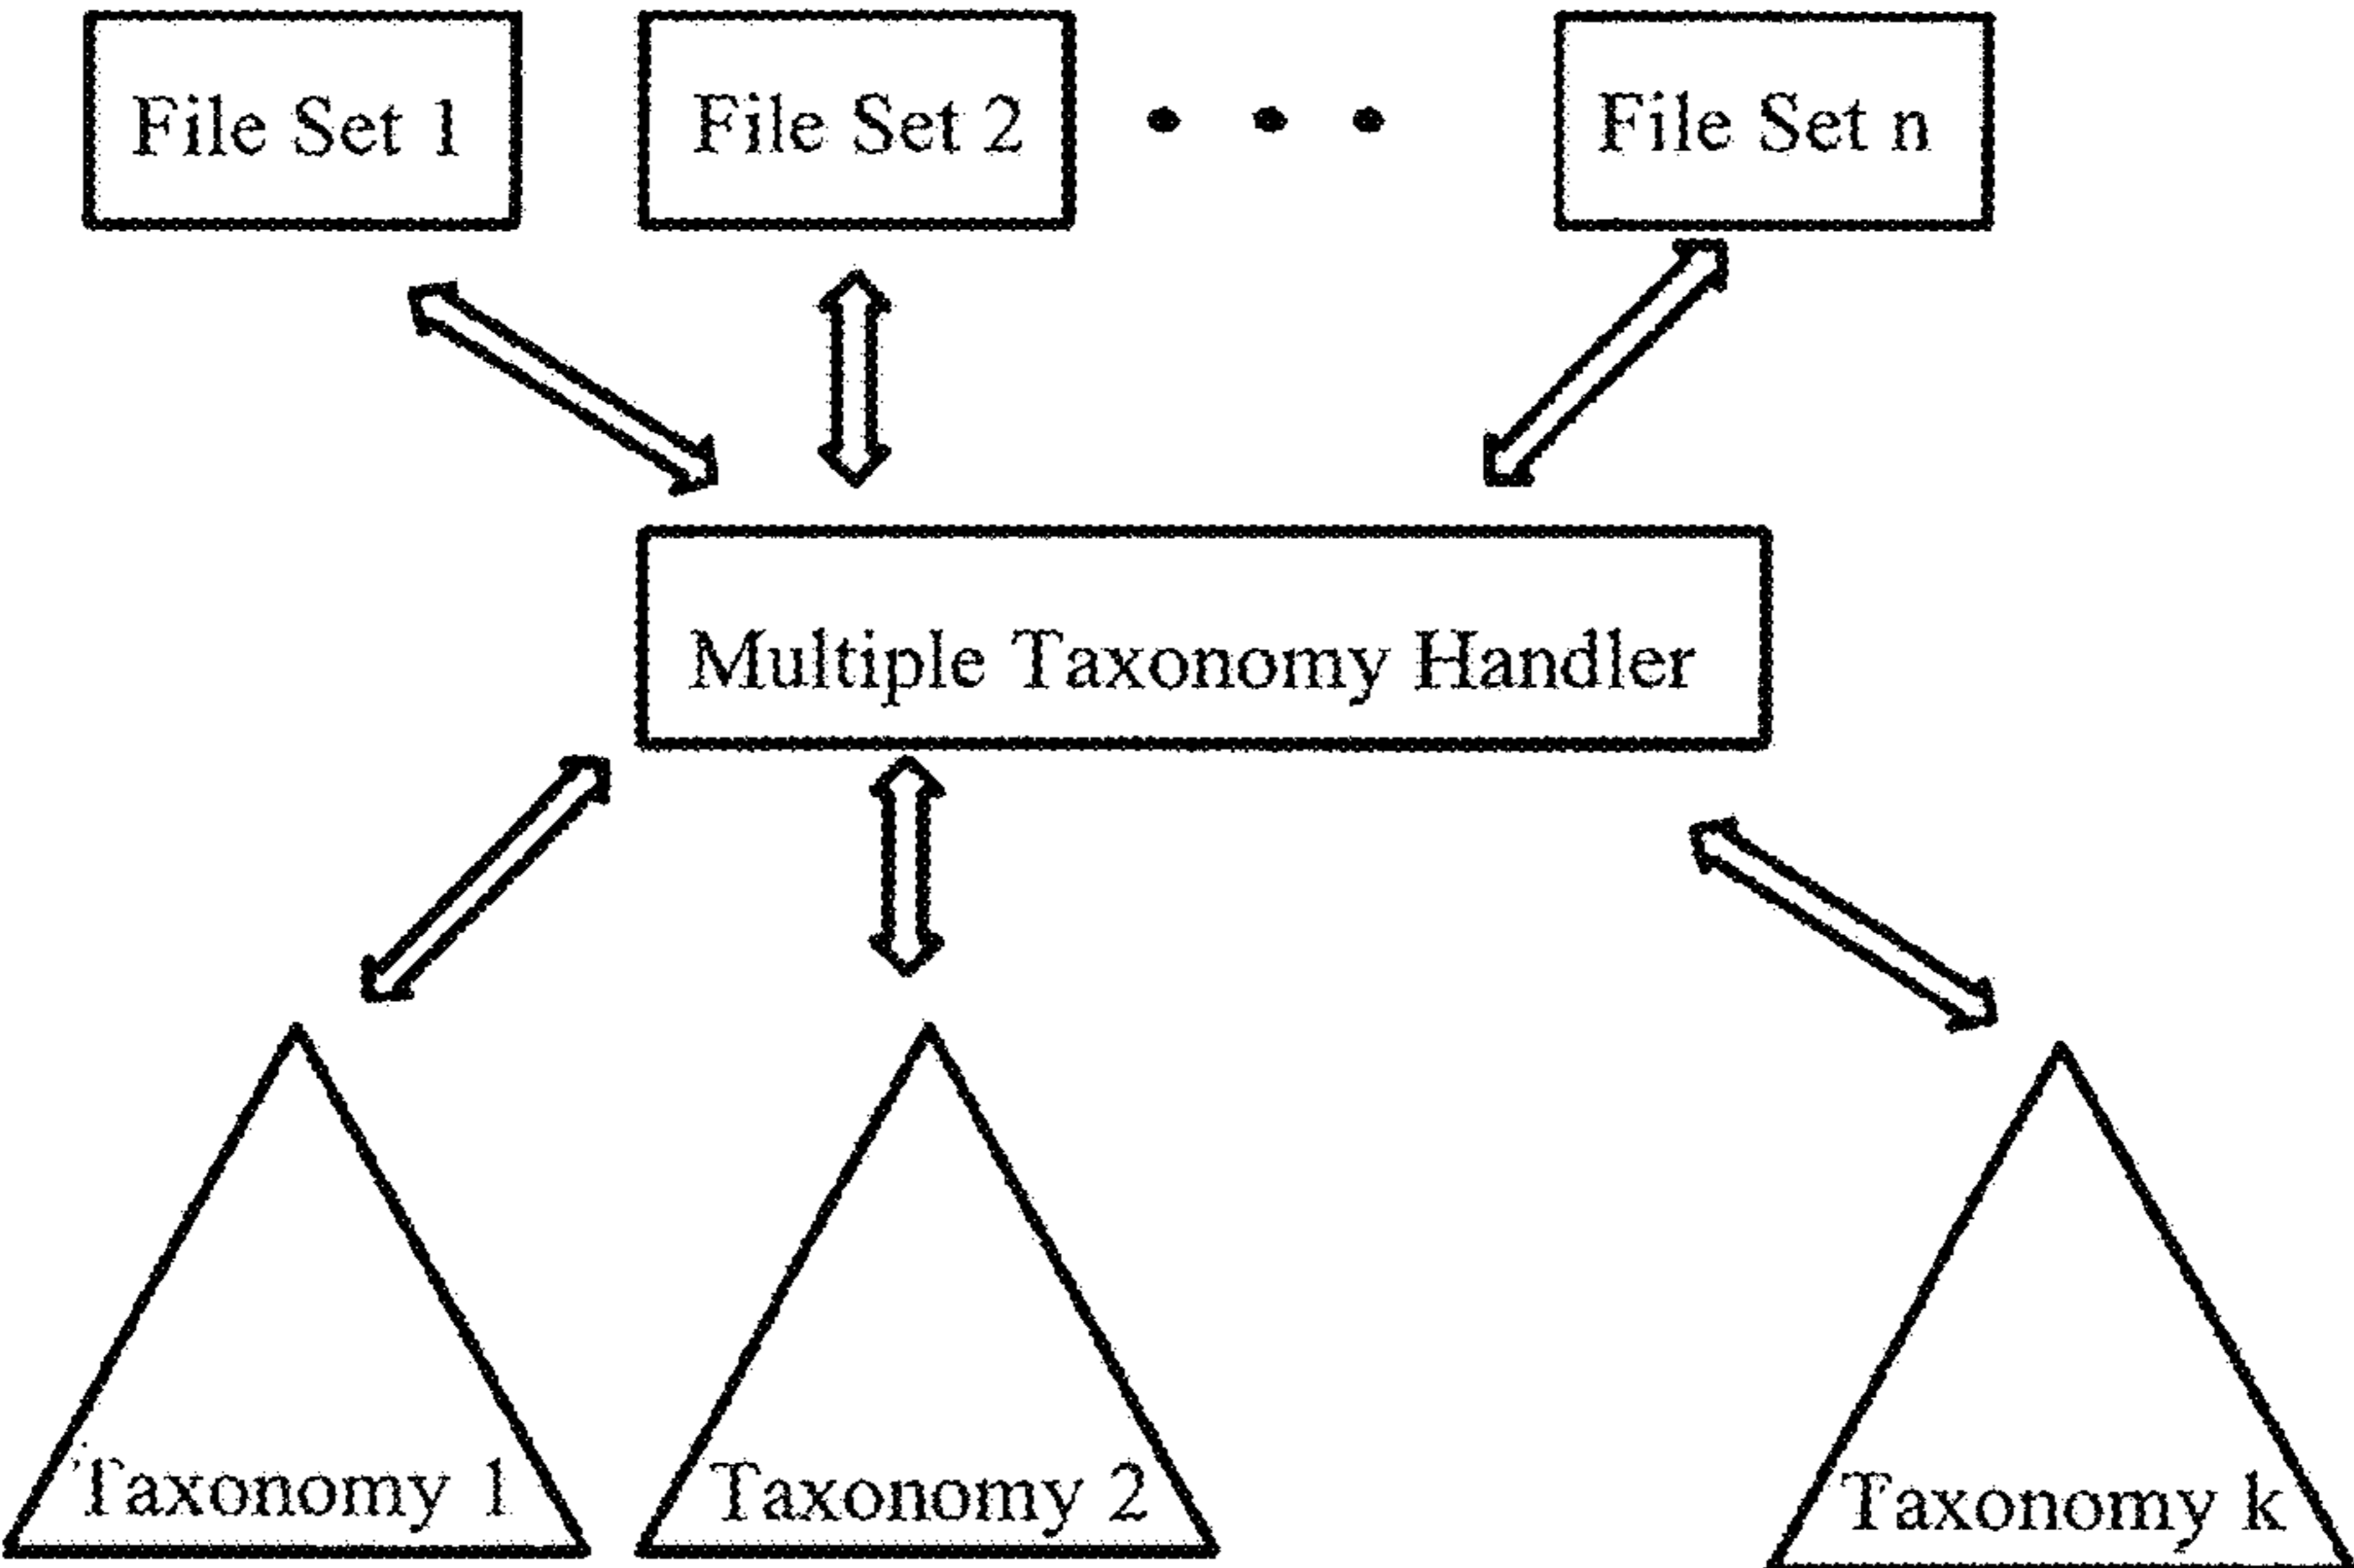 File Set 1
File Set 2
File Set n
Multiple Taxonomy Handler
Taxonomy 1
Taxonomy 2
Taxonomy k